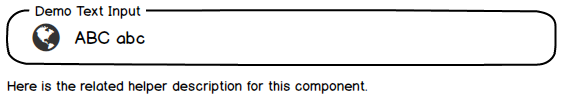 Demo Text Input
ABC abc
Here is the related helper description for this component.